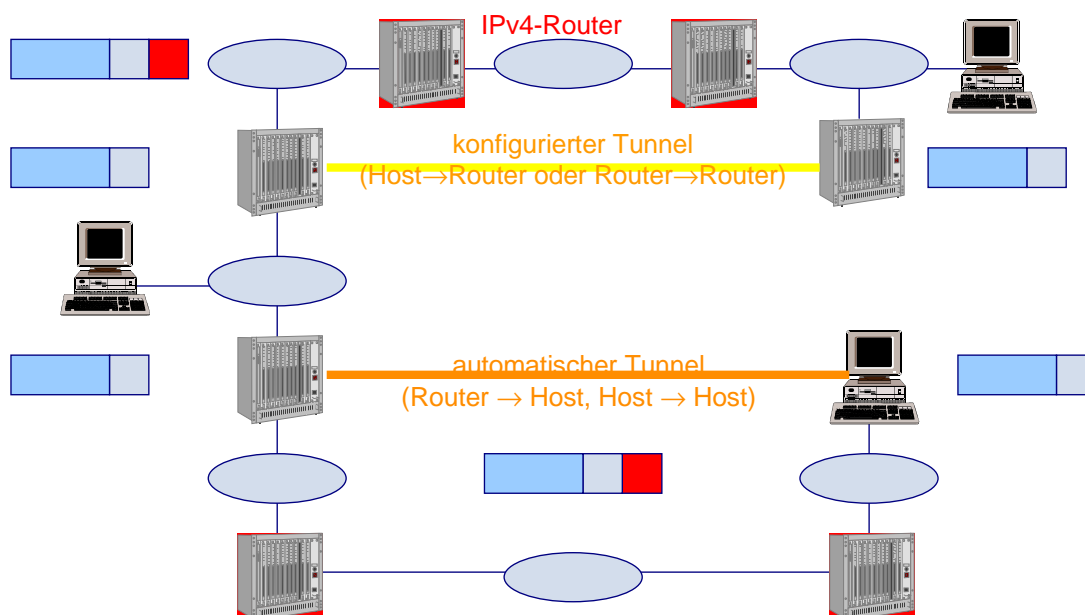 IPv4-Router
konfigurierter Tunnel
(Host→Router oder Router→Router)
automatischer Tunnel
(Router → Host, Host → Host)